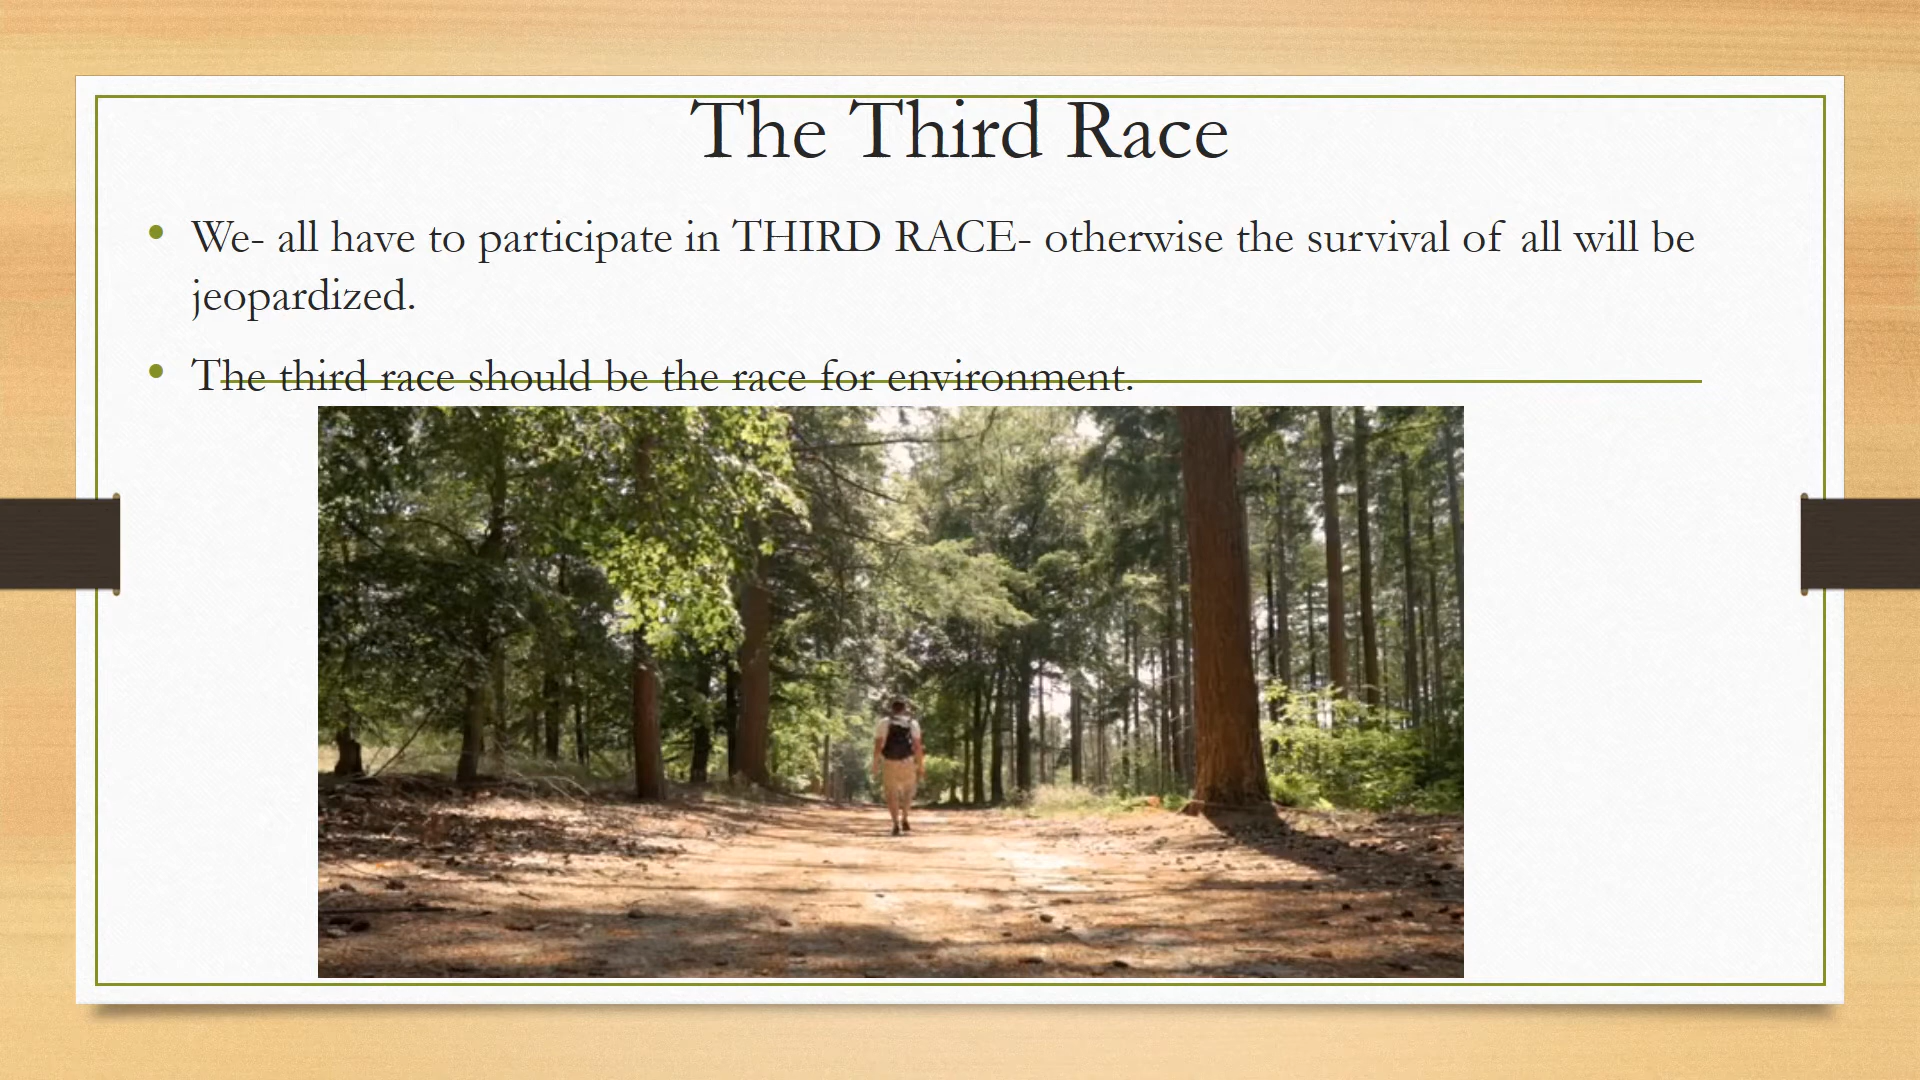 The Third Race
• We- all have to participate in THIRD RACE- otherwise the survival of all will be
jeopardized.
• The third race should be the race for environment.